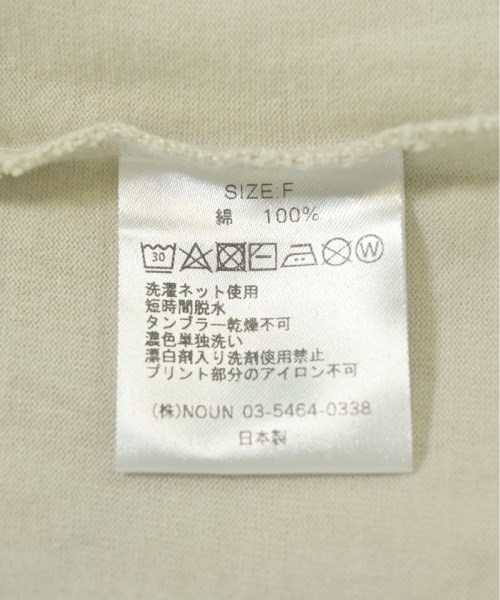 SIZE.F
綿 100%
30 W
洗濯ネット使用
短時間脱水
タンブラー乾燥不可
濃色単独洗い
漂白剤入り洗剤使用禁止
プリント部分のアイロン不可
(株)NOUN 03-5464-0338
日本製